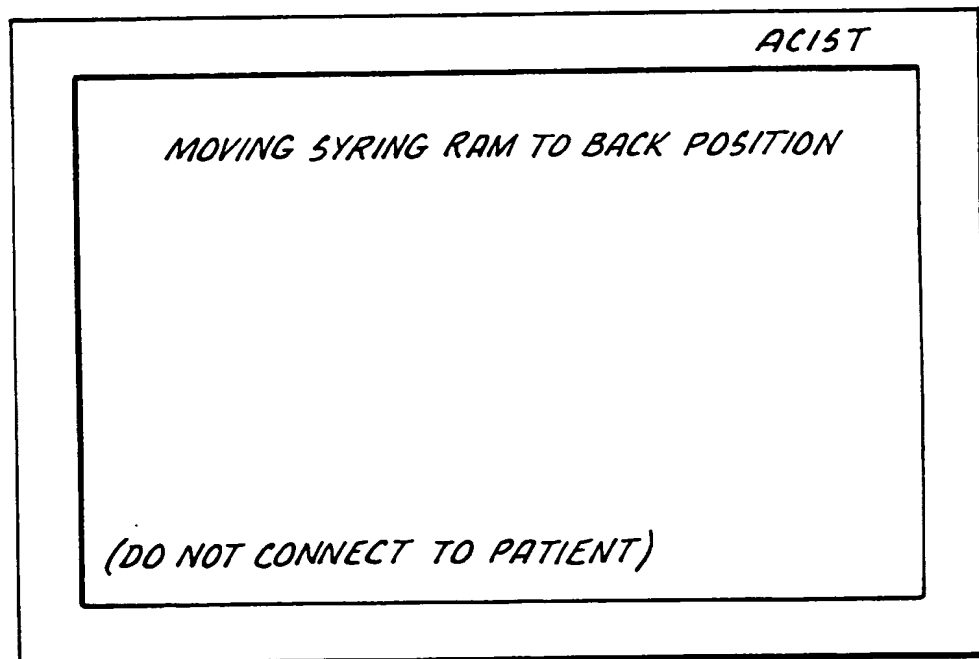 ACIST
MOVING SYRING RAM TO BACK POSITION
(DO NOT CONNECT TO PATIENT)